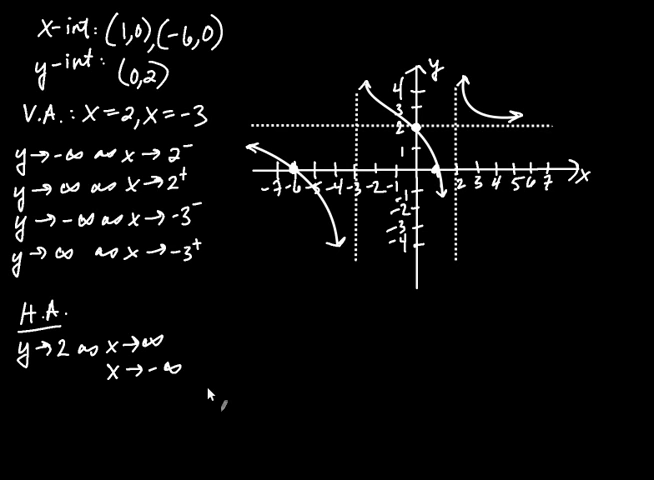 x-int: (1,0),(-6,0)
y-int: (0,2)
V.A.: x=2, x=-3
y→-∞ as x→2⁻
y→∞ as x→2⁺
y→-∞ as x→-3⁻
y→∞ as x→-3⁺
H.A.
y→2 as x→∞
x→-∞
y
4
3
2
1
-7 -6 -5 -4 -3 -2 -1 2 3 4 5 6 7 x
-1
-2
-3
-4